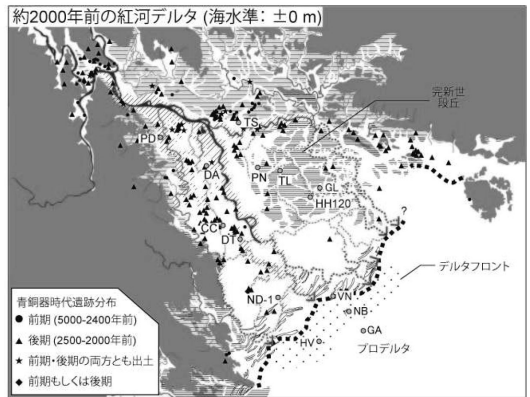 約2000年前の紅河デルタ (海水準: ±0 m)
完新世
段丘
TS
PD
DA
PN
TL
GL
HH120
CC
DT
?
デルタフロント
ND-1
VN
NB
GA
プロデルタ
HV
青銅器時代遺跡分布
● 前期 (5000-2400年前)
▲ 後期 (2500-2000年前)
★ 前期・後期の両方とも出土
◆ 前期もしくは後期